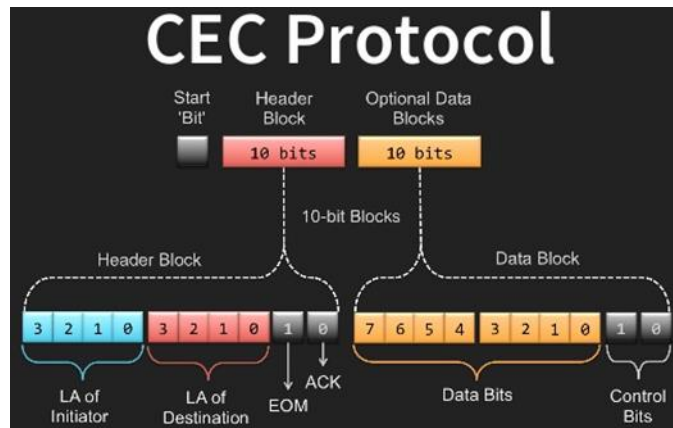 CEC Protocol
Start 'Bit'
Header Block
Optional Data Blocks
10 bits
10 bits
10-bit Blocks
Header Block
Data Block
3 2 1 0
3 2 1 0
1 0
7 6 5 4
3 2 1 0
1 0
LA of Initiator
LA of Destination
EOM
ACK
Data Bits
Control Bits